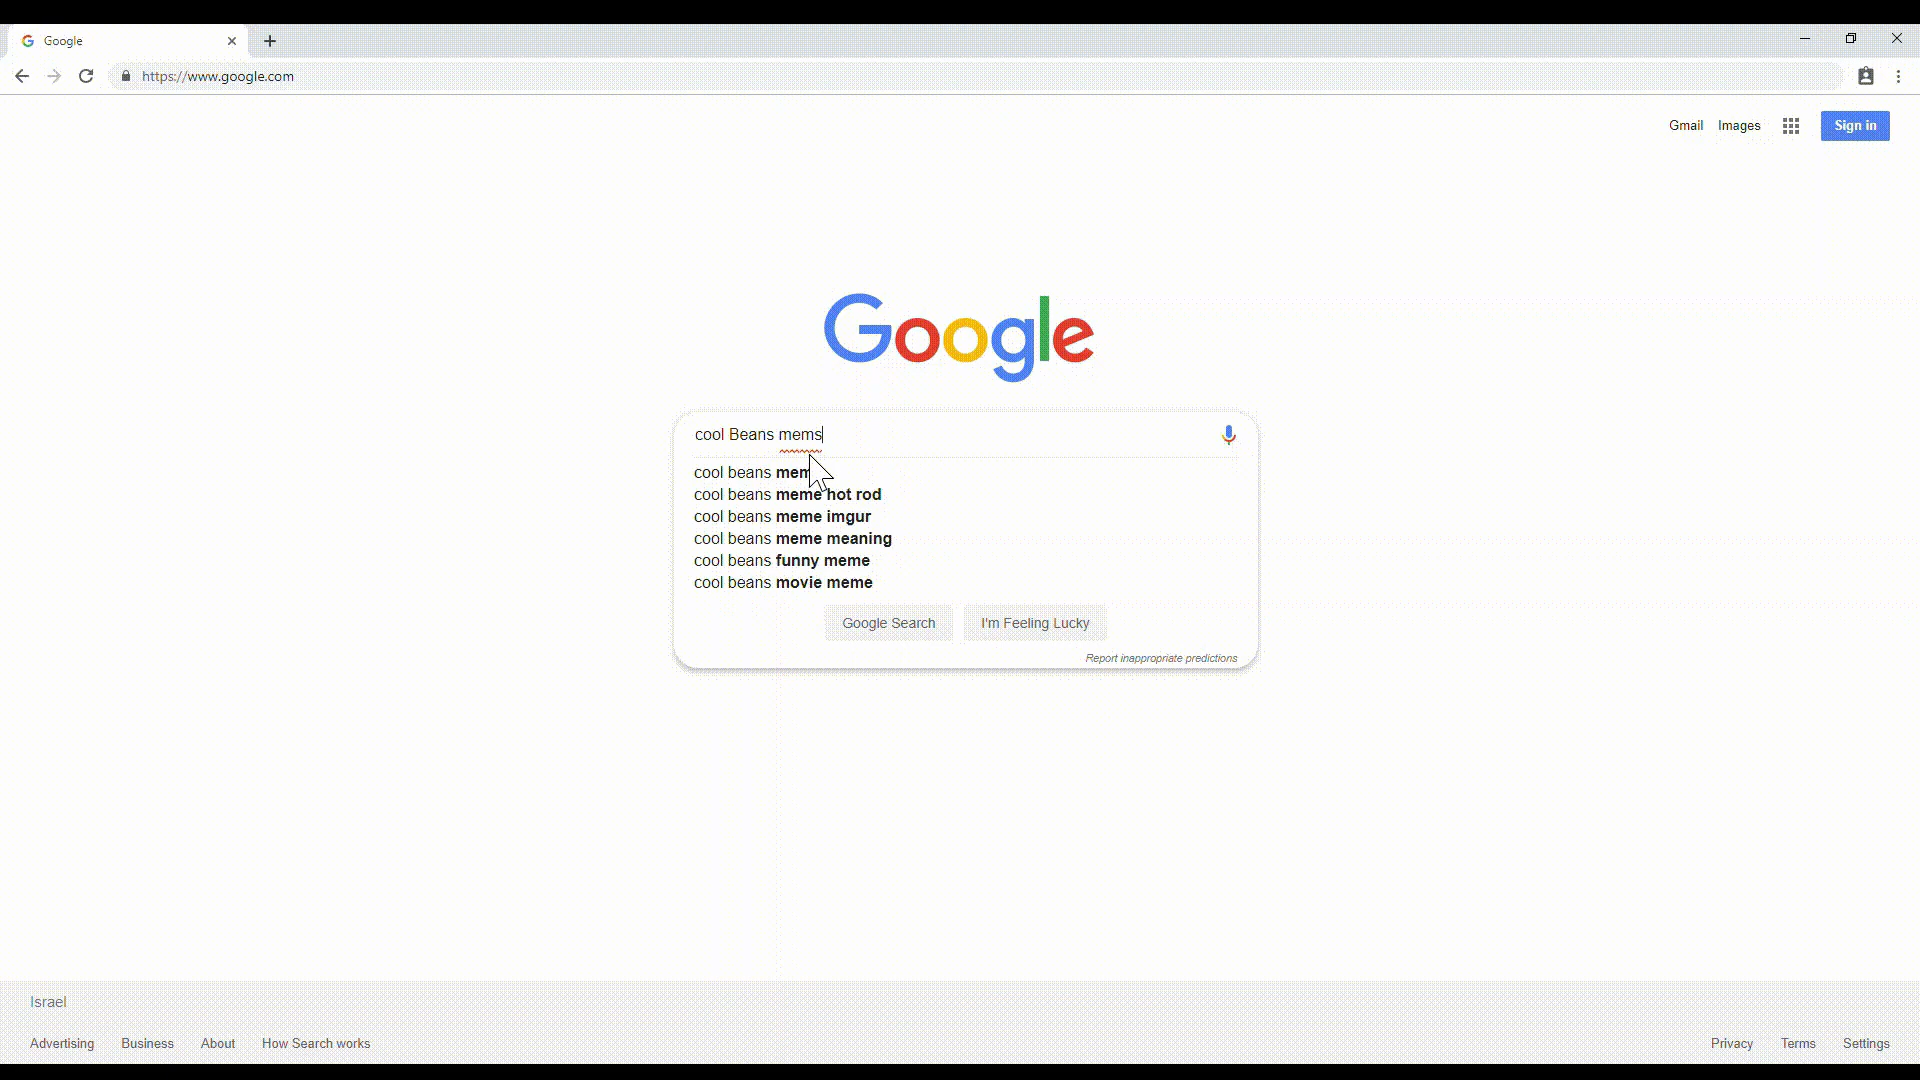 Google
https://www.google.com
Gmail Images Sign in
Google
cool Beans mems
cool beans mem
cool beans meme hot rod
cool beans meme imgur
cool beans meme meaning
cool beans funny meme
cool beans movie meme
Google Search I'm Feeling Lucky
Report inappropriate predictions
Israel
Advertising Business About How Search works Privacy Terms Settings